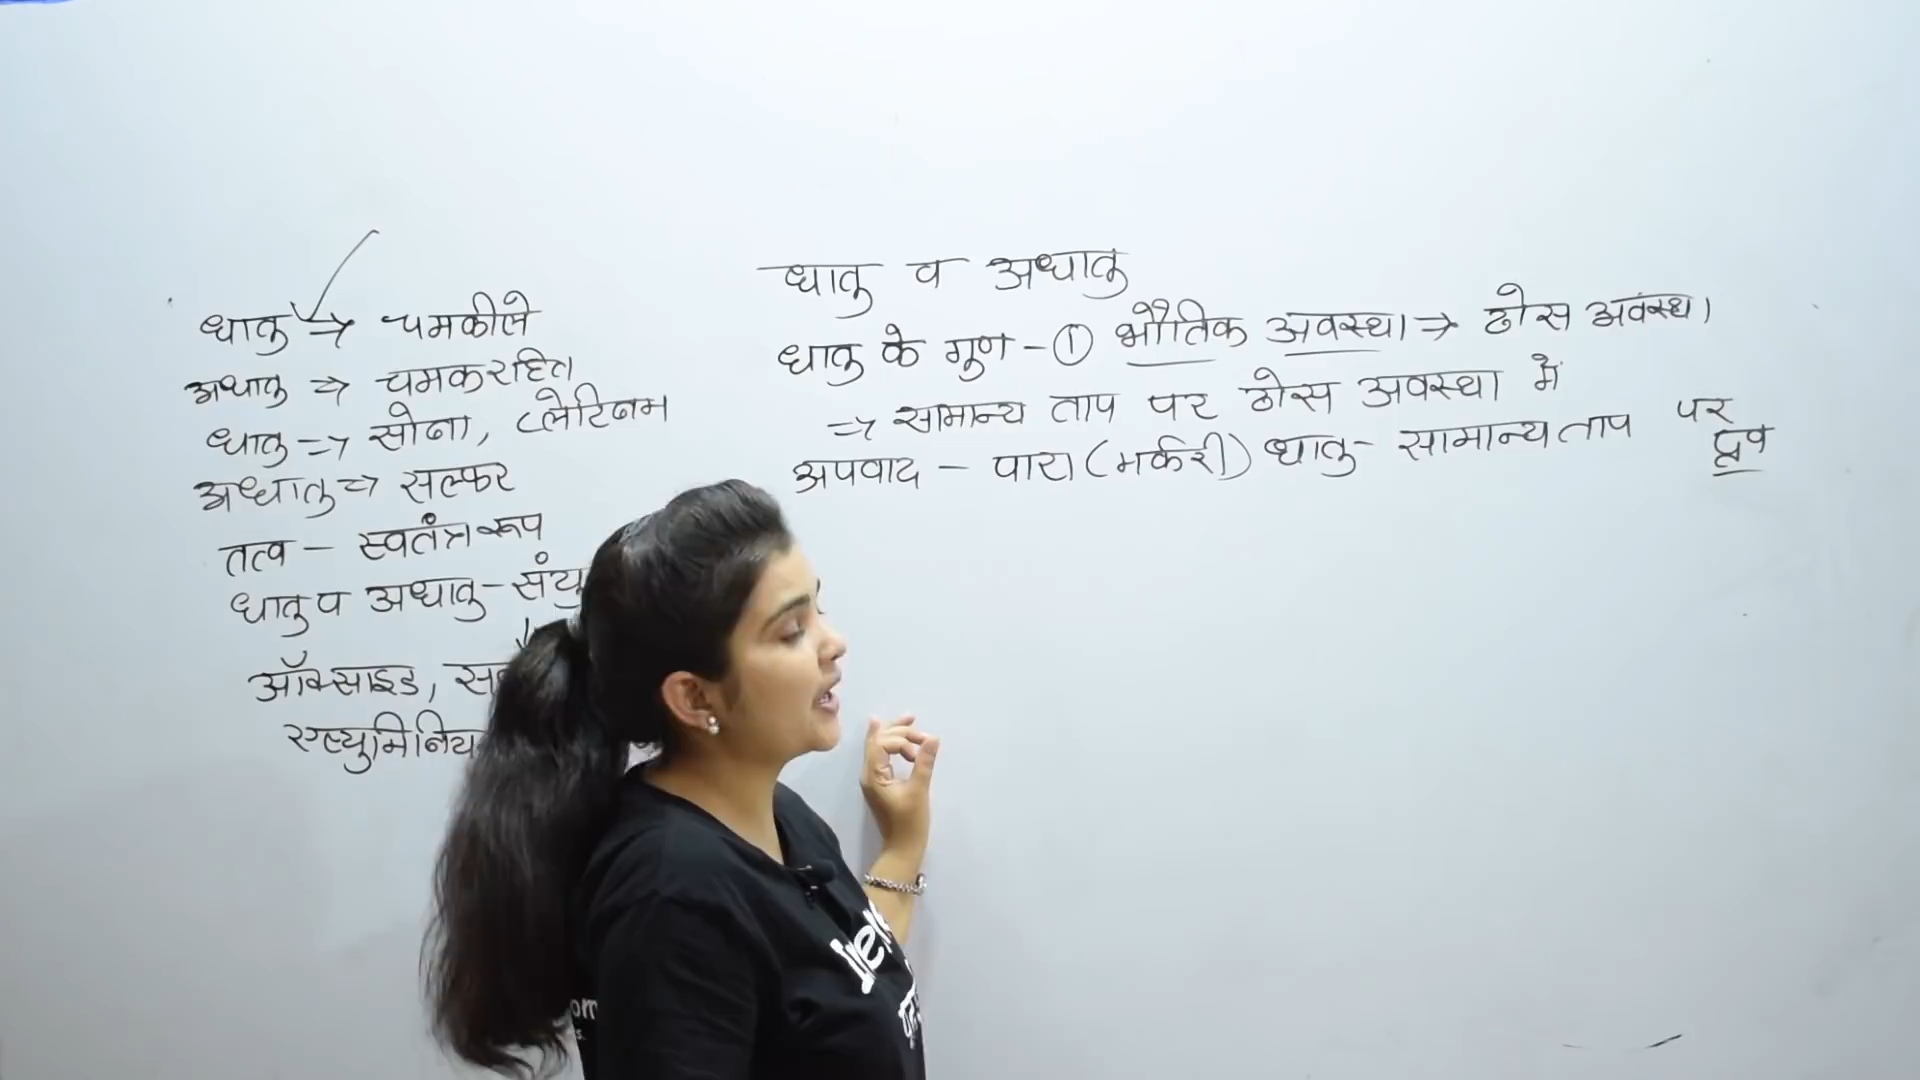 धातु ⇒ चमकीले
अधातु ⇒ चमकरहित
धातु ⇒ सोना, प्लेटिनम
अधातु ⇒ सल्फर
तत्व - स्वतंत्र रूप
धातु व अधातु -
ऑक्साइड,
धातु व अधातु
धातु के गुण - ① भौतिक अवस्था ⇒ ठोस अवस्था
⇒ सामान्य ताप पर ठोस अवस्था में
अपवाद - पारा (मर्करी) धातु - सामान्य ताप पर
द्रव